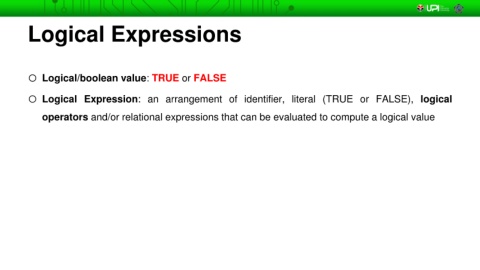 UPI
Logical Expressions
Logical/boolean value: TRUE or FALSE
Logical Expression: an arrangement of identifier, literal (TRUE or FALSE), logical
operators and/or relational expressions that can be evaluated to compute a logical value